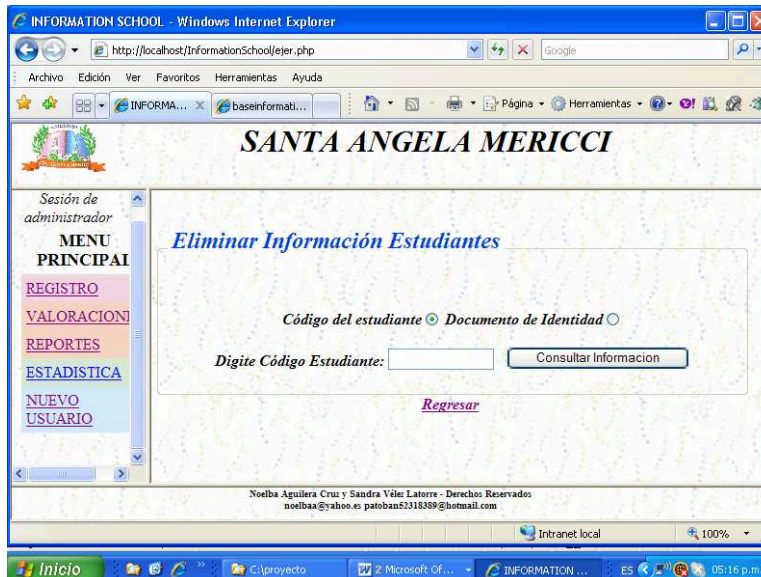 INFORMATION SCHOOL - Windows Internet Explorer
http://localhost/InformationSchool/ejer.php
Google
Archivo Edición Ver Favoritos Herramientas Ayuda
INFORMA... baseinformati... Página Herramientas
SANTA ANGELA MERICCI
Sesión de
administrador
MENU
PRINCIPAL
REGISTRO
VALORACIONI
REPORTES
ESTADISTICA
NUEVO
USUARIO
Eliminar Información Estudiantes
Código del estudiante Documento de Identidad
Digite Código Estudiante: Consultar Informacion
Regresar
Noelba Aguilera Cruz y Sandra Vélez Latorre - Derechos Reservados
noelbaa@yahoo.es patoban52318389@hotmail.com
Intranet local 100%
Inicio C:\proyecto 2 Microsoft Of... INFORMATION ... ES 05:16 p.m.